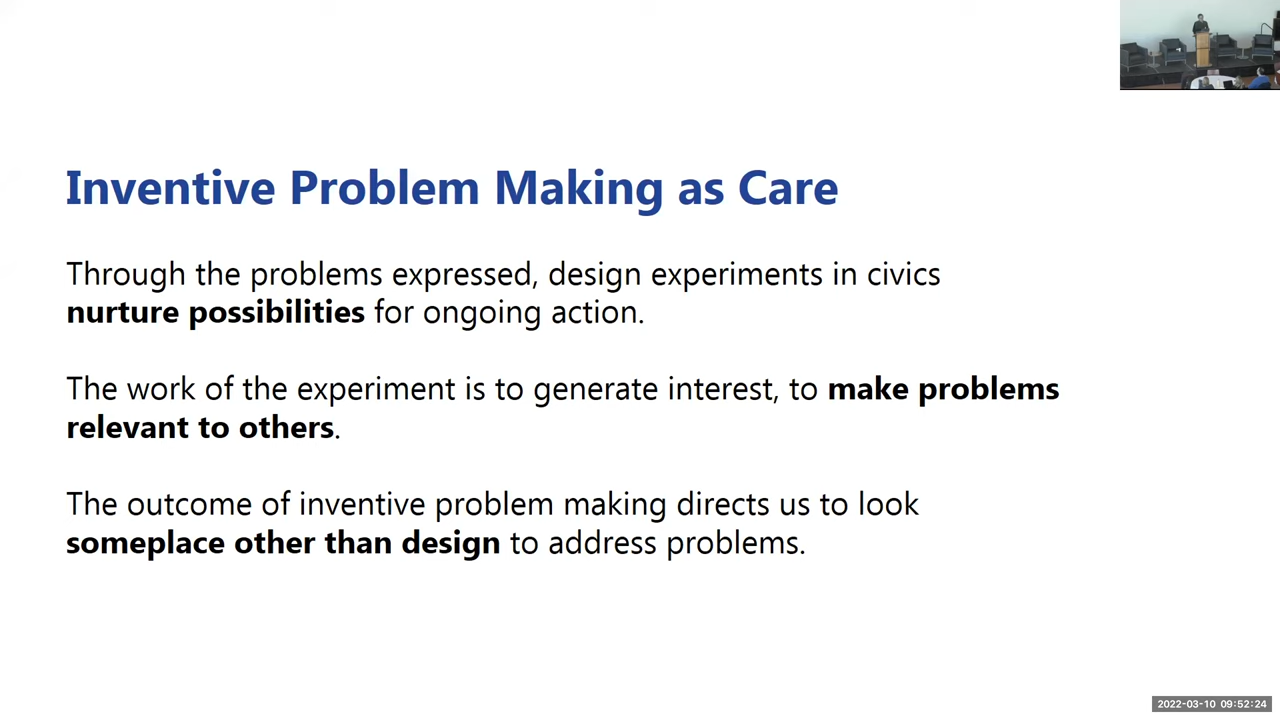 Inventive Problem Making as Care
Through the problems expressed, design experiments in civics
nurture possibilities for ongoing action.
The work of the experiment is to generate interest, to make problems
relevant to others.
The outcome of inventive problem making directs us to look
someplace other than design to address problems.
2022-03-10 09:52:24